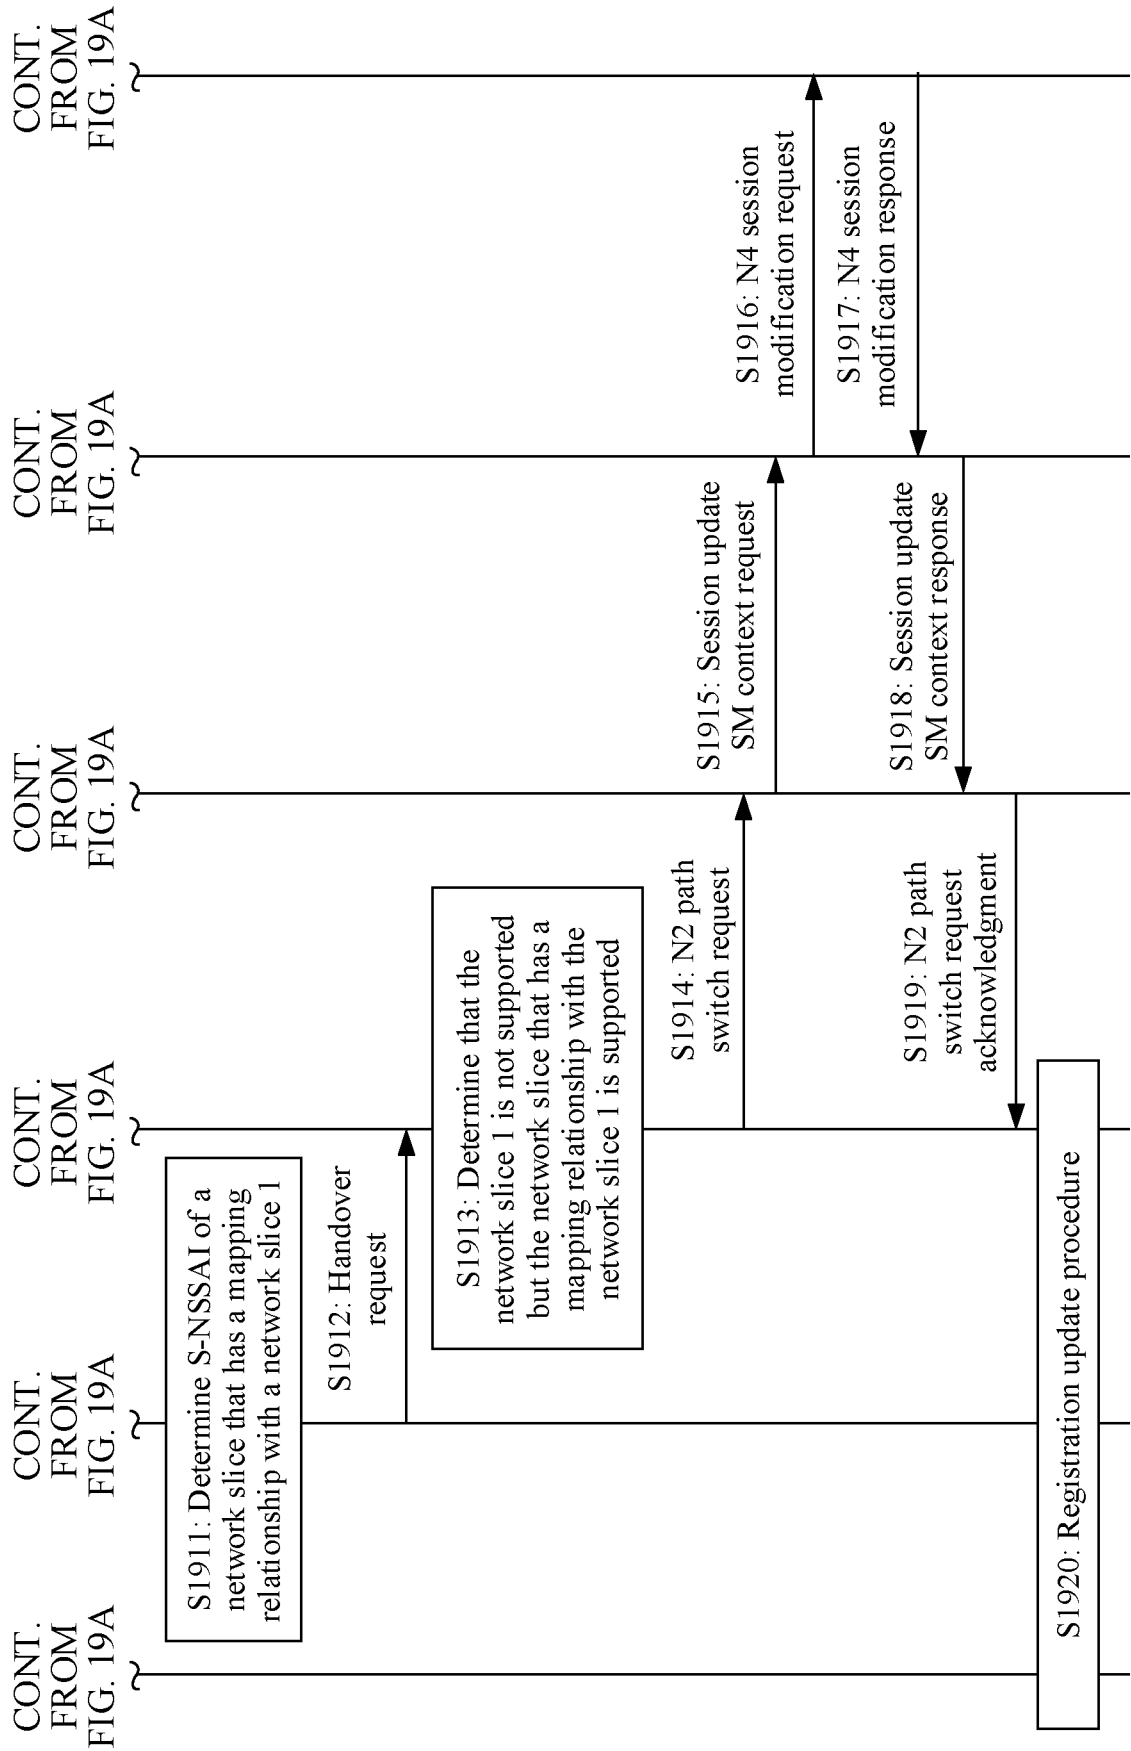 CONT.
FROM
FIG. 19A
CONT.
FROM
FIG. 19A
CONT.
FROM
FIG. 19A
CONT.
FROM
FIG. 19A
CONT.
FROM
FIG. 19A
CONT.
FROM
FIG. 19A
S1911: Determine S-NSSAI of a
network slice that has a mapping
relationship with a network slice 1
S1912: Handover
request
S1913: Determine that the
network slice 1 is not supported
but the network slice that has a
mapping relationship with the
network slice 1 is supported
S1914: N2 path
switch request
S1915: Session update
SM context request
S1916: N4 session
modification request
S1917: N4 session
modification response
S1918: Session update
SM context response
S1919: N2 path
switch request
acknowledgment
S1920: Registration update procedure